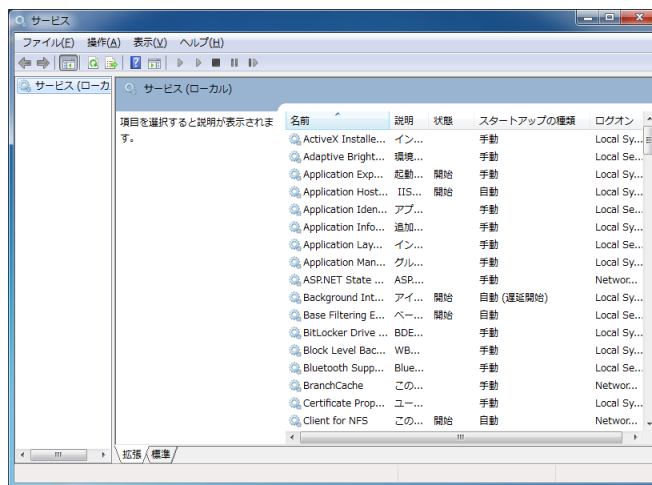 サービス
ファイル(F) 操作(A) 表示(V) ヘルプ(H)
サービス (ローカ
サービス (ローカル)
項目を選択すると説明が表示されま
す。
名前 説明 状態 スタートアップの種類 ログオン
ActiveX Installe... イン... 手動 Local Sy...
Adaptive Bright... 環境... 手動 Local Se...
Application Exp... 起動... 開始 手動 Local Sy...
Application Host... IIS... 開始 自動 Local Sy...
Application Iden... アプ... 手動 Local Se...
Application Info... 追加... 手動 Local Sy...
Application Lay... イン... 手動 Local Se...
Application Man... グル... 手動 Local Sy...
ASP.NET State ... ASP.... 手動 Networ...
Background Int... アイ... 開始 自動 (遅延開始) Local Sy...
Base Filtering E... ベー... 開始 自動 Local Se...
BitLocker Drive ... BDE... 手動 Local Sy...
Block Level Bac... WB... 手動 Local Sy...
Bluetooth Supp... Blue... 手動 Local Se...
BranchCache この... 手動 Networ...
Certificate Prop... ユー... 手動 Local Sy...
Client for NFS この... 開始 自動 Networ...
拡張 標準